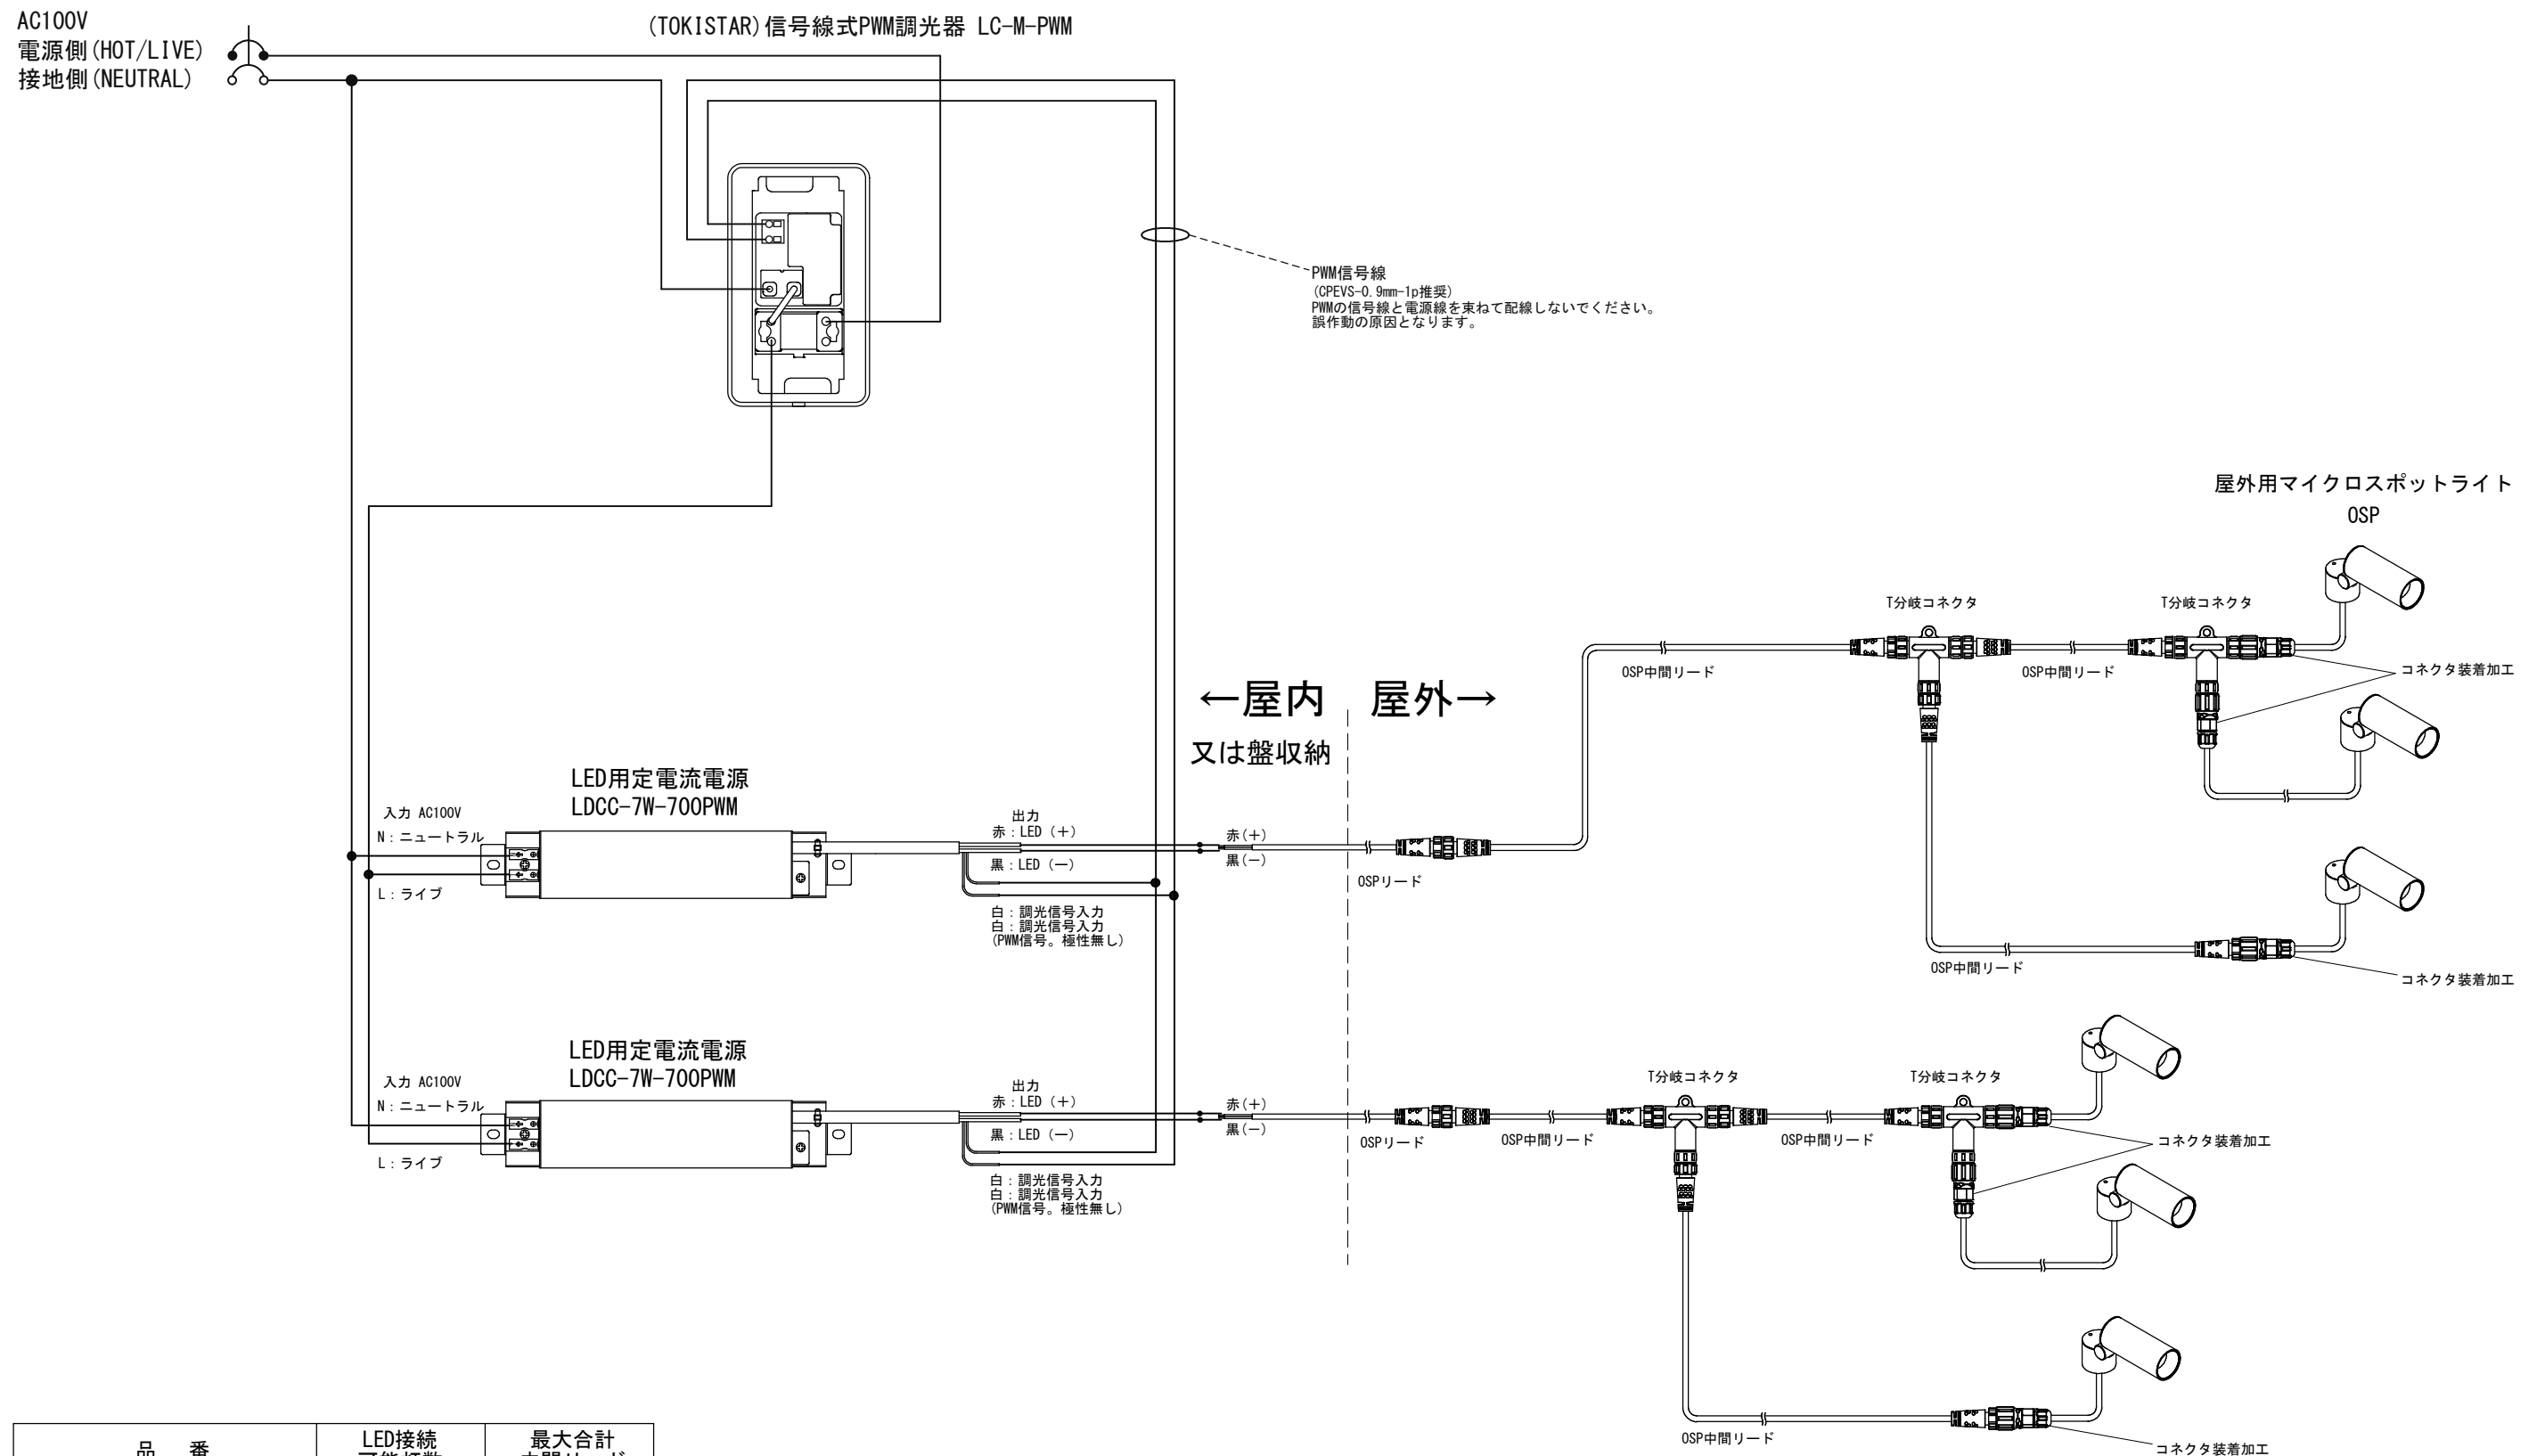 AC100V
電源側(HOT/LIVE)
接地側(NEUTRAL)
(TOKISTAR)信号線式PWM調光器 LC-M-PWM
PWM信号線
(CPEVS-0.9mm-1p推奨)
PWMの信号線と電源線を束ねて配線しないでください。
誤作動の原因となります。
屋外用マイクロスポットライト
OSP
T分岐コネクタ
T分岐コネクタ
OSP中間リード
OSP中間リード
コネクタ装着加工
←屋内 屋外→
又は盤収納
LED用定電流電源
LDCC-7W-700PWM
入力 AC100V
N:ニュートラル
L:ライブ
出力
赤:LED (+)
黒:LED (ー)
白:調光信号入力
白:調光信号入力
(PWM信号。極性無し)
赤(+)
黒(ー)
OSPリード
OSP中間リード
コネクタ装着加工
LED用定電流電源
LDCC-7W-700PWM
入力 AC100V
N:ニュートラル
L:ライブ
出力
赤:LED (+)
黒:LED (ー)
白:調光信号入力
白:調光信号入力
(PWM信号。極性無し)
赤(+)
黒(ー)
OSPリード
OSP中間リード
T分岐コネクタ
OSP中間リード
T分岐コネクタ
コネクタ装着加工
OSP中間リード
コネクタ装着加工
品 番
LED接続
最大合計